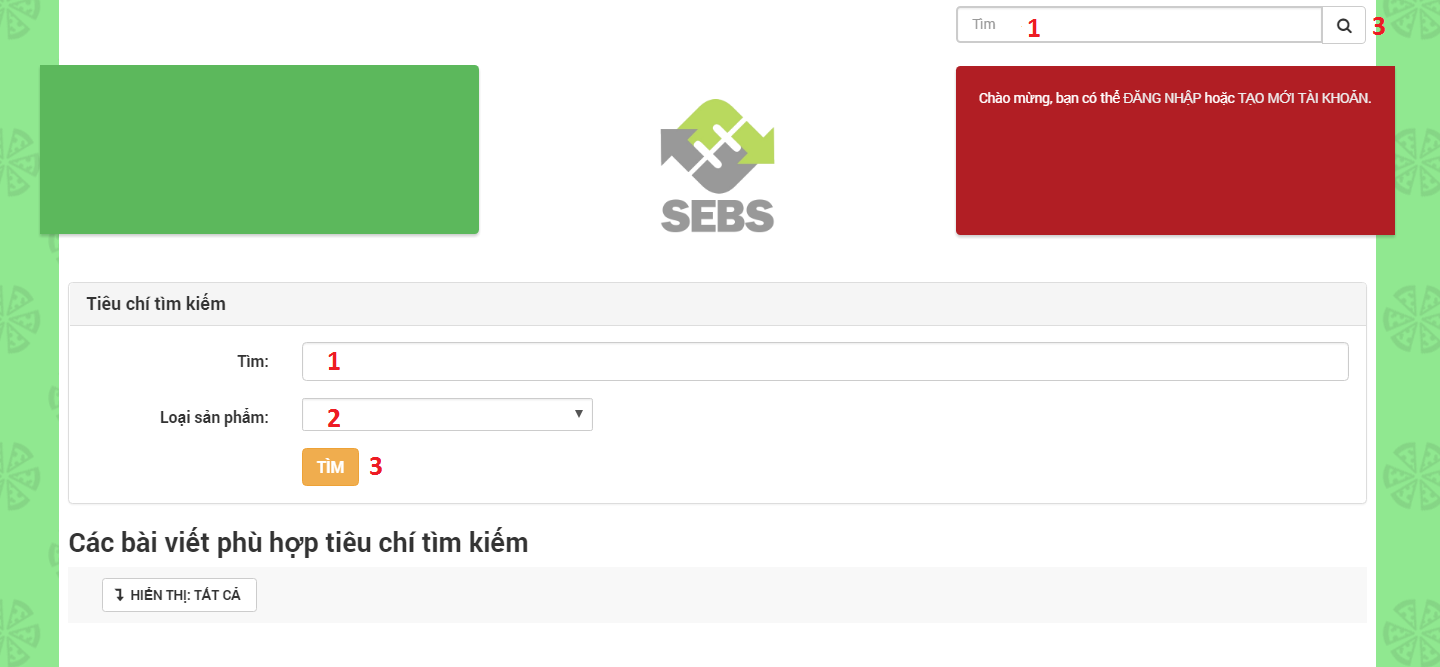 Tìm 1 3
Chào mừng, bạn có thể ĐĂNG NHẬP hoặc TẠO MỚI TÀI KHOẢN.
SEBS
Tiêu chí tìm kiếm
Tìm: 1
Loại sản phẩm: 2
TÌM 3
Các bài viết phù hợp tiêu chí tìm kiếm
HIỂN THỊ: TẤT CẢ